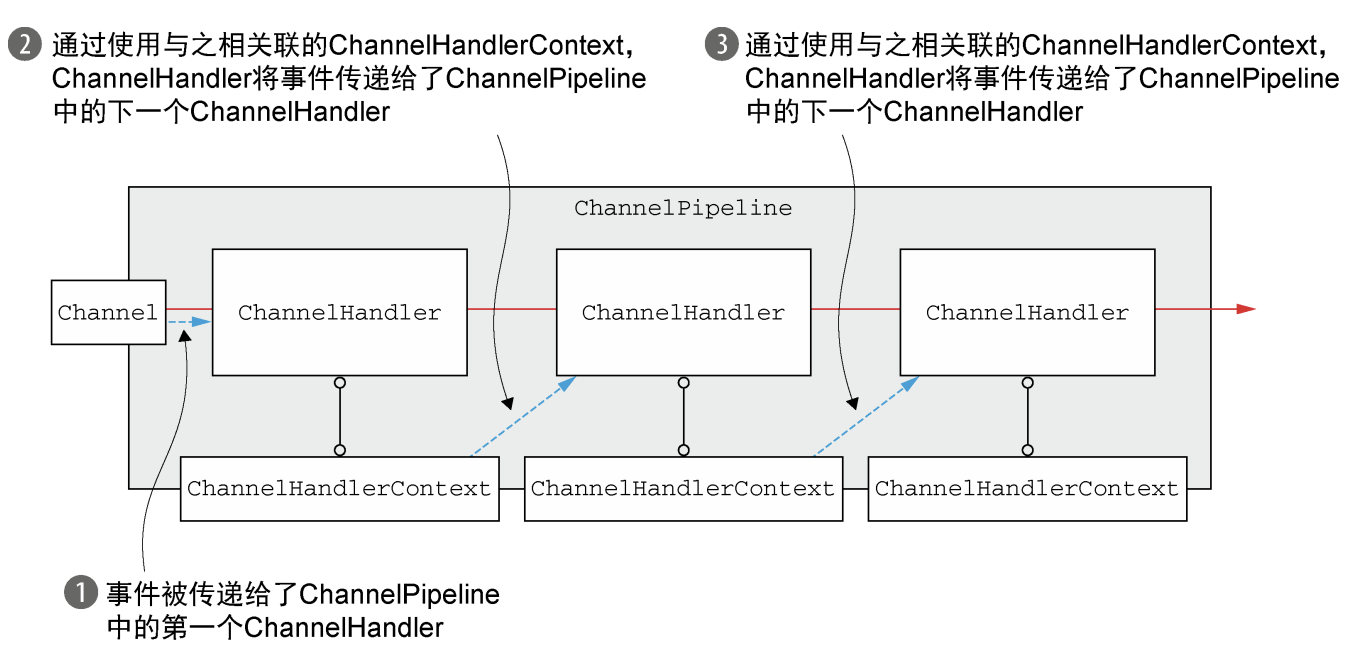 2 通过使用与之相关联的ChannelHandlerContext，
ChannelHandler将事件传递给了ChannelPipeline
中的下一个ChannelHandler
3 通过使用与之相关联的ChannelHandlerContext，
ChannelHandler将事件传递给了ChannelPipeline
中的下一个ChannelHandler
ChannelPipeline
Channel
ChannelHandler
ChannelHandler
ChannelHandler
ChannelHandlerContext
ChannelHandlerContext
ChannelHandlerContext
1 事件被传递给了ChannelPipeline
中的第一个ChannelHandler